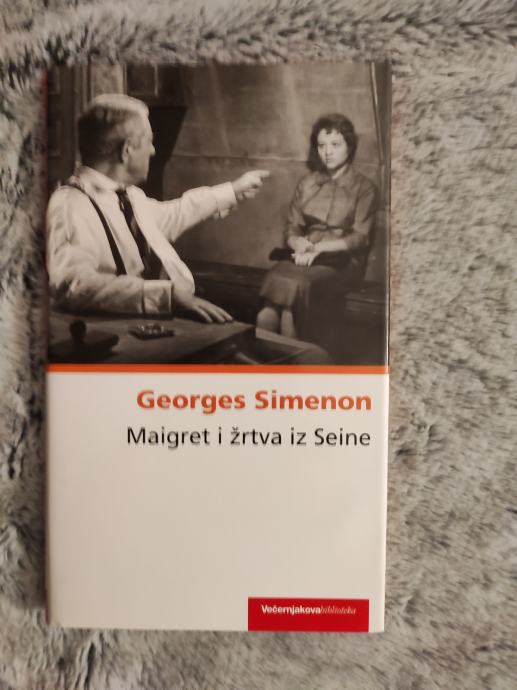 Georges Simenon
Maigret i žrtva iz Seine
Večernjakovabiblioteka